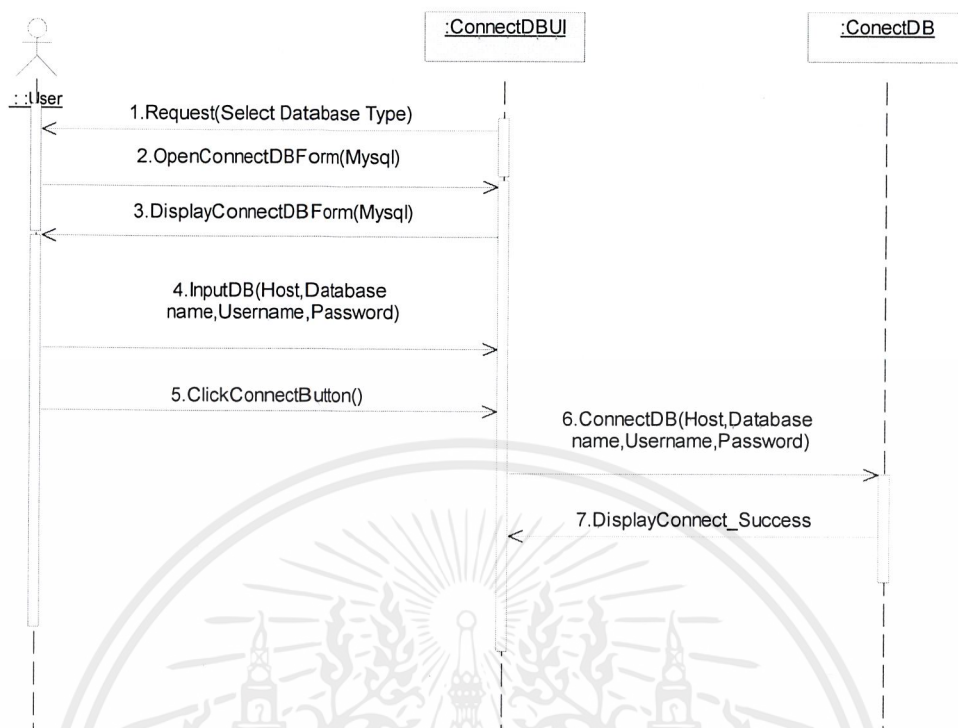 :ConnectDBUI
:ConectDB
: :User
1.Request(Select Database Type)
2.OpenConnectDBForm(Mysql)
3.DisplayConnectDBForm(Mysql)
4.InputDB(Host,Database
name,Username,Password)
5.ClickConnectButton()
6.ConnectDB(Host,Database
name,Username,Password)
7.DisplayConnect_Success